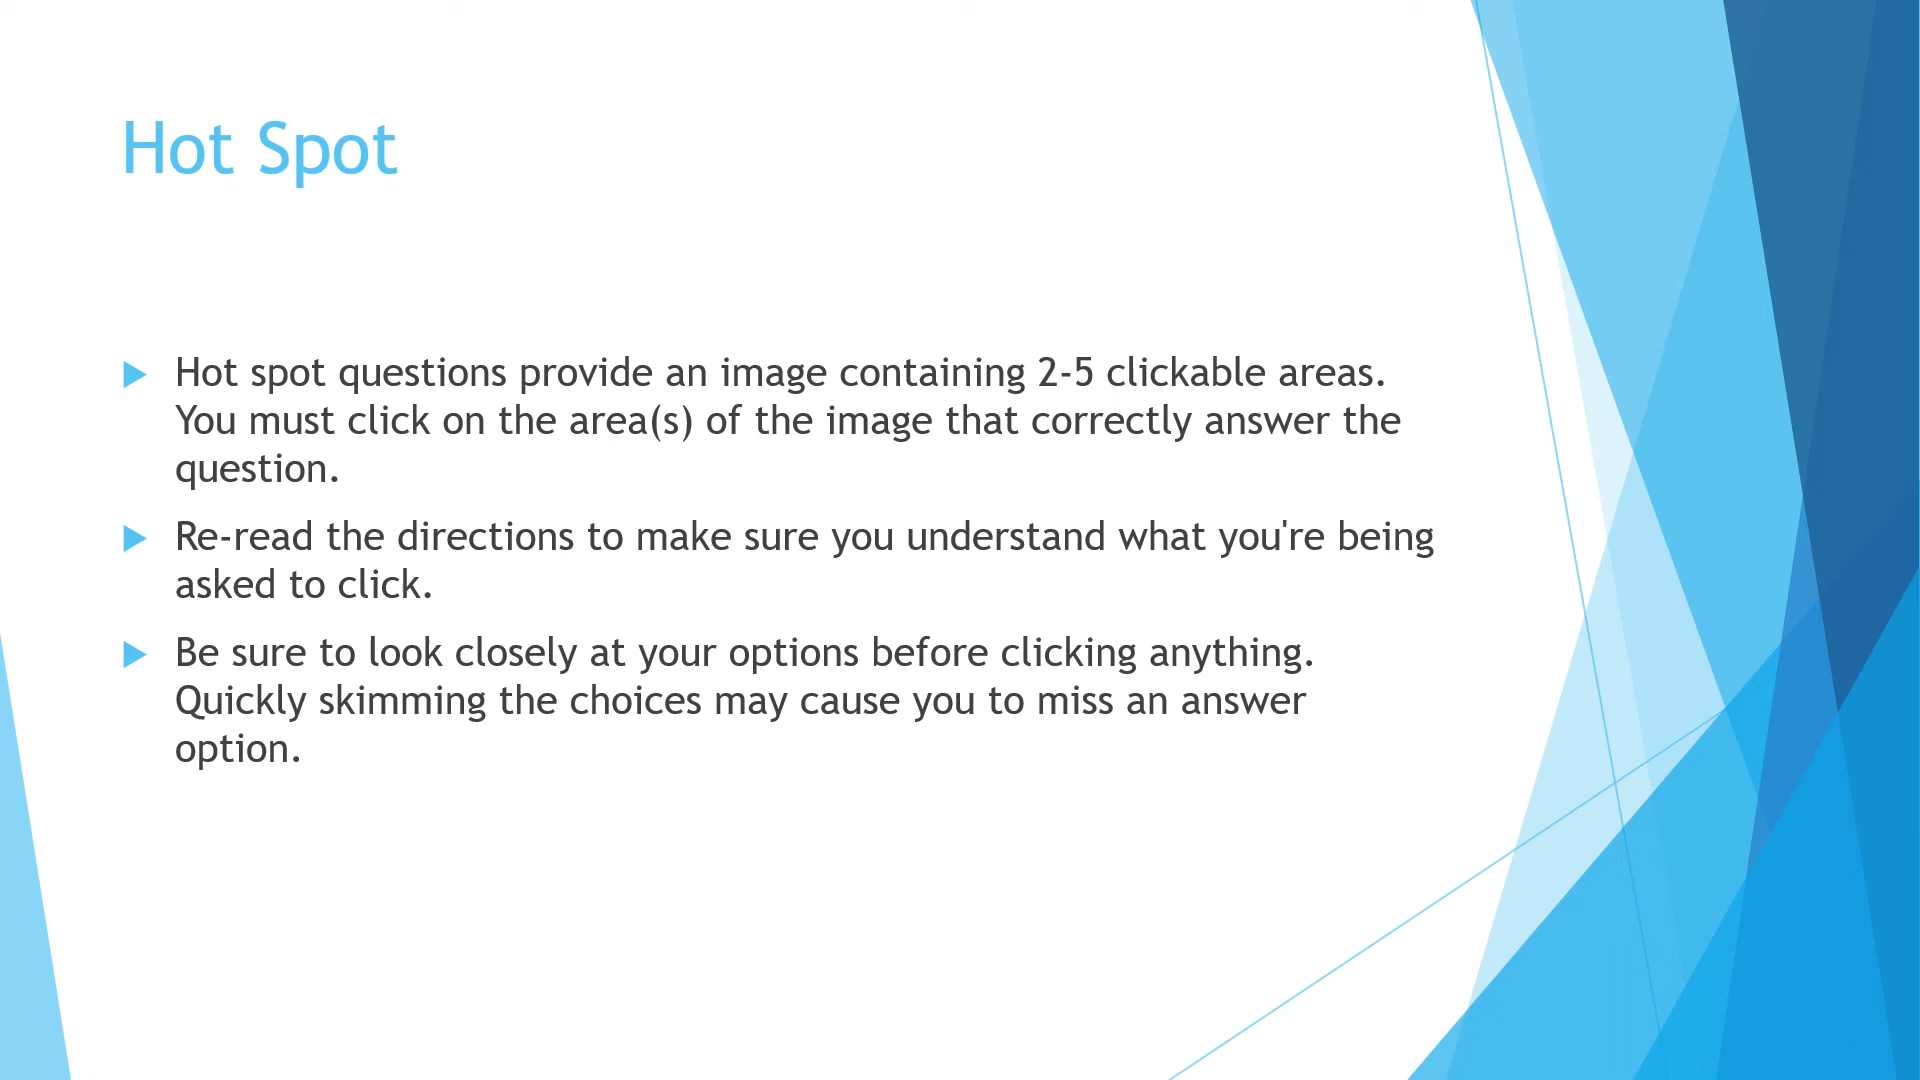 Hot Spot
Hot spot questions provide an image containing 2-5 clickable areas.
You must click on the area(s) of the image that correctly answer the
question.
Re-read the directions to make sure you understand what you're being
asked to click.
Be sure to look closely at your options before clicking anything.
Quickly skimming the choices may cause you to miss an answer
option.